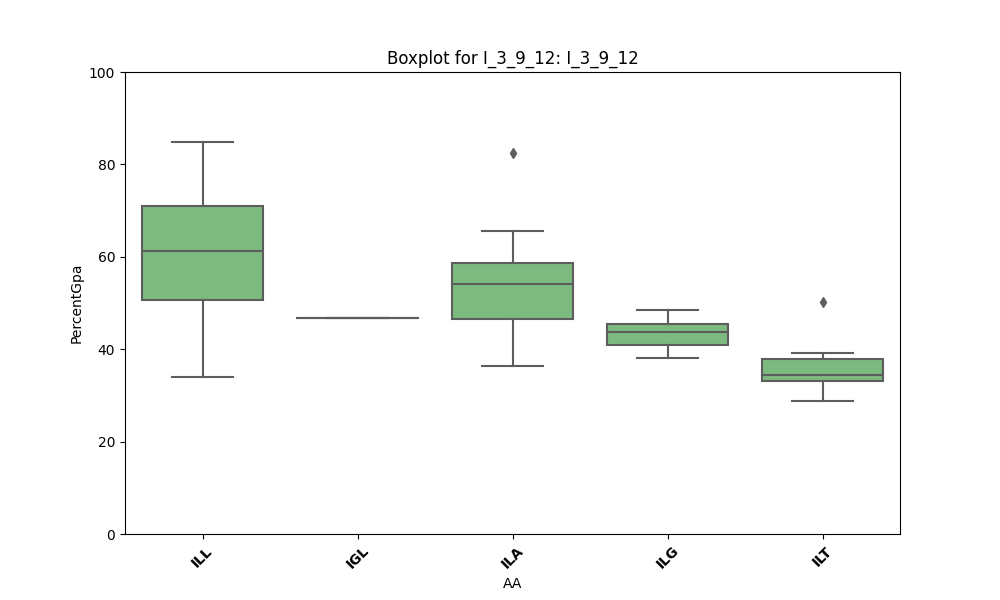 Boxplot for I_3_9_12: I_3_9_12
100
80
60
40
20
0
PercentGpa
ILL
IGL
ILA
ILG
ILT
AA